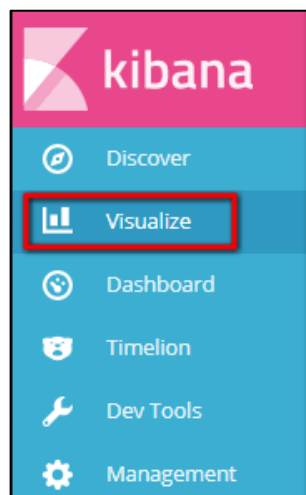 kibana
Discover
Visualize
Dashboard
Timelion
Dev Tools
Management